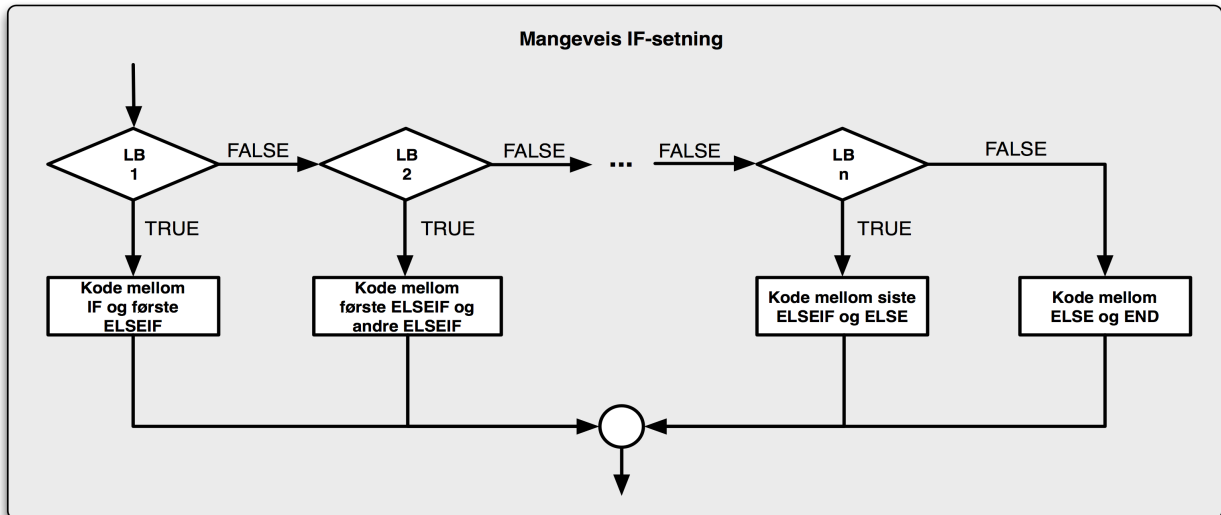 Mangeveis IF-setning
LB
1
FALSE
LB
2
FALSE
...
FALSE
LB
n
FALSE
TRUE
TRUE
TRUE
Kode mellom
IF og første
ELSEIF
Kode mellom
første ELSEIF og
andre ELSEIF
Kode mellom siste
ELSEIF og ELSE
Kode mellom
ELSE og END